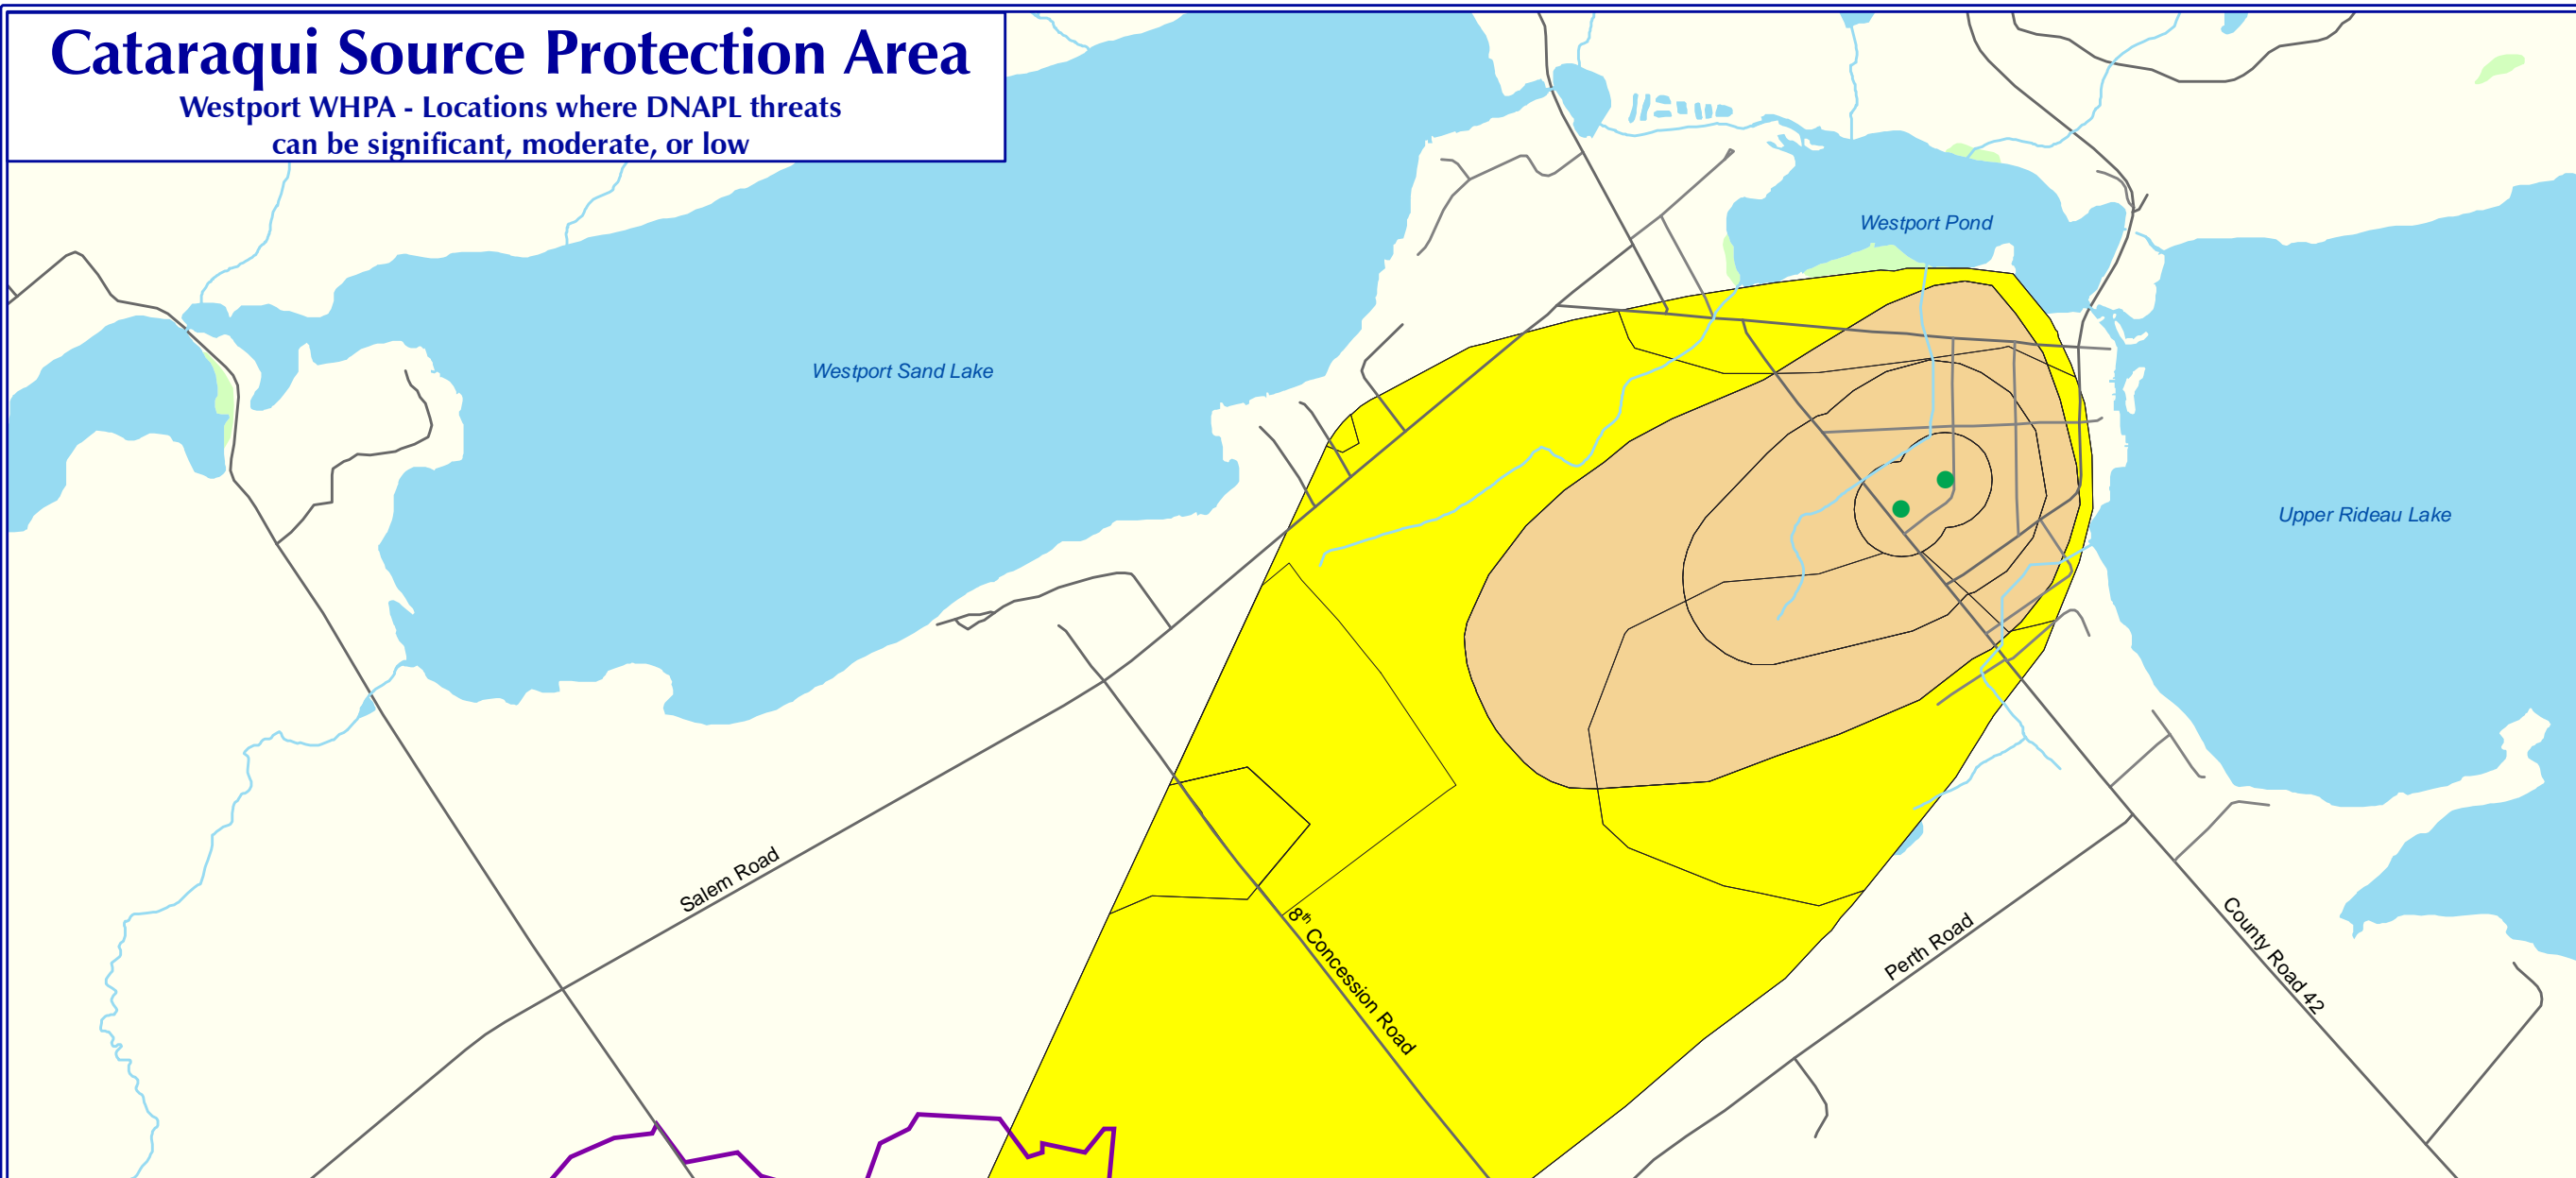 Cataraqui Source Protection Area
Westport WHPA - Locations where DNAPL threats
can be significant, moderate, or low
Westport Pond
Westport Sand Lake
Upper Rideau Lake
Salem Road
8th Concession Road
Perth Road
County Road 42